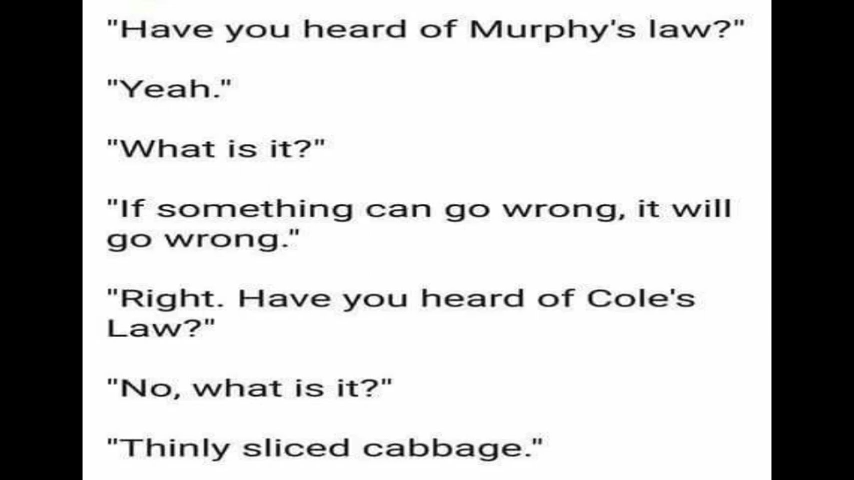 "Have you heard of Murphy's law?"
"Yeah."
"What is it?"
"If something can go wrong, it will
go wrong."
"Right. Have you heard of Cole's
Law?"
"No, what is it?"
"Thinly sliced cabbage."